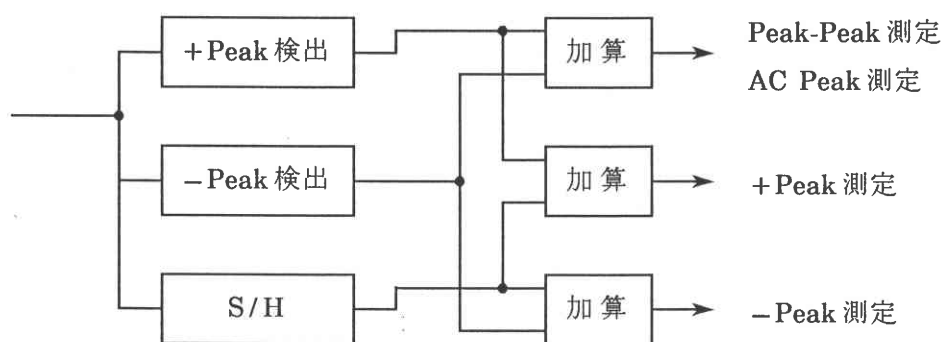 +Peak 検出
加算
Peak-Peak 測定
AC Peak 測定
−Peak 検出
加算
+Peak 測定
S/H
加算
−Peak 測定